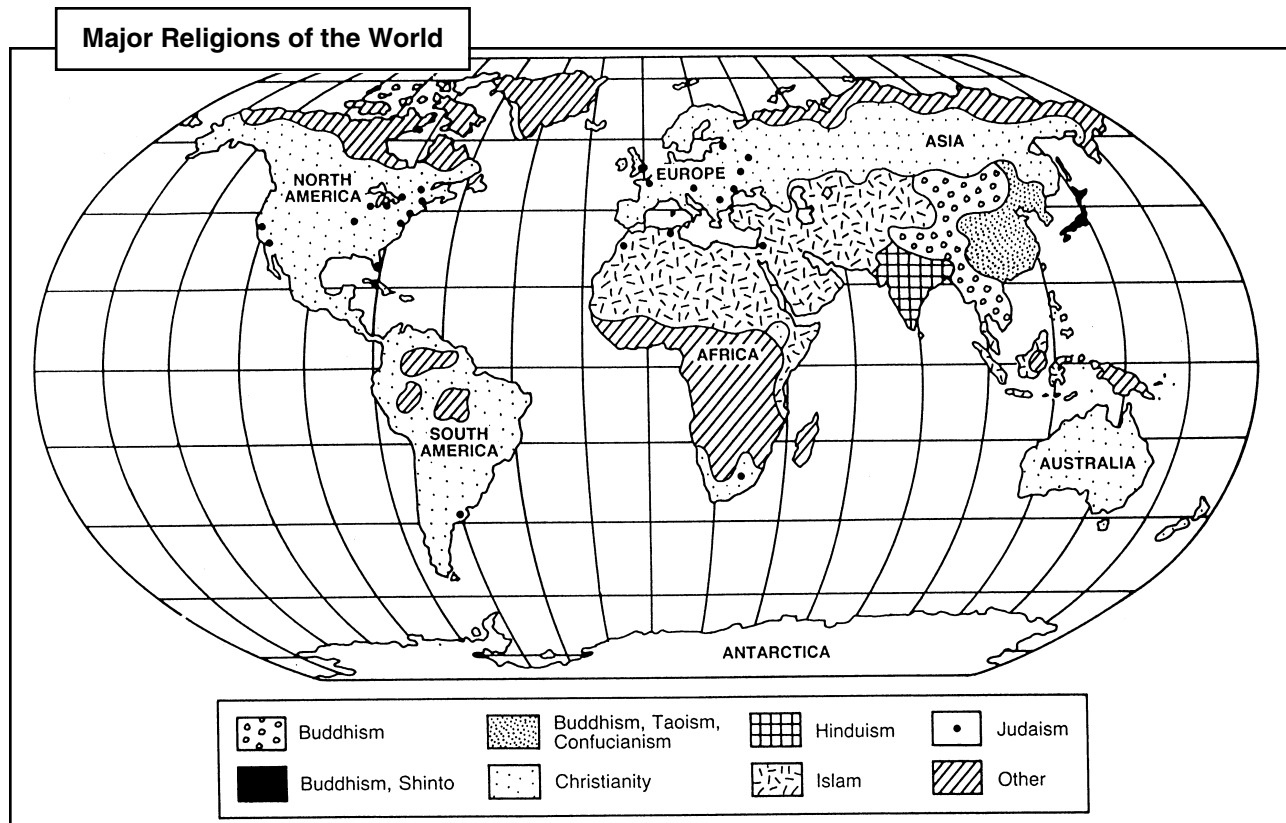 Major Religions of the World
NORTH
AMERICA
EUROPE
ASIA
AFRICA
SOUTH
AMERICA
AUSTRALIA
ANTARCTICA
Buddhism
Buddhism, Taoism,
Confucianism
Hinduism
Judaism
Buddhism, Shinto
Christianity
Islam
Other